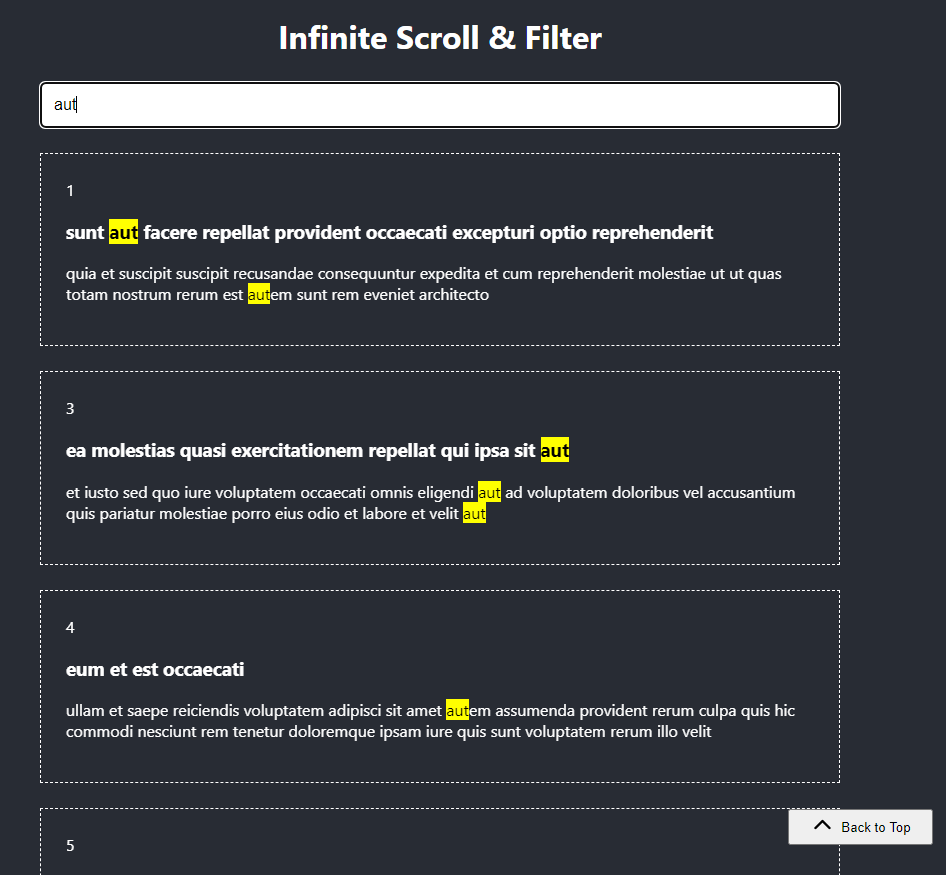 Infinite Scroll & Filter
aut
1
sunt aut facere repellat provident occaecati excepturi optio reprehenderit
quia et suscipit suscipit recusandae consequuntur expedita et cum reprehenderit molestiae ut ut quas
totam nostrum rerum est autem sunt rem eveniet architecto
3
ea molestias quasi exercitationem repellat qui ipsa sit aut
et iusto sed quo iure voluptatem occaecati omnis eligendi aut ad voluptatem doloribus vel accusantium
quis pariatur molestiae porro eius odio et labore et velit aut
4
eum et est occaecati
ullam et saepe reiciendis voluptatem adipisci sit amet autem assumenda provident rerum culpa quis hic
commodi nesciunt rem tenetur doloremque ipsam iure quis sunt voluptatem rerum illo velit
5
Back to Top